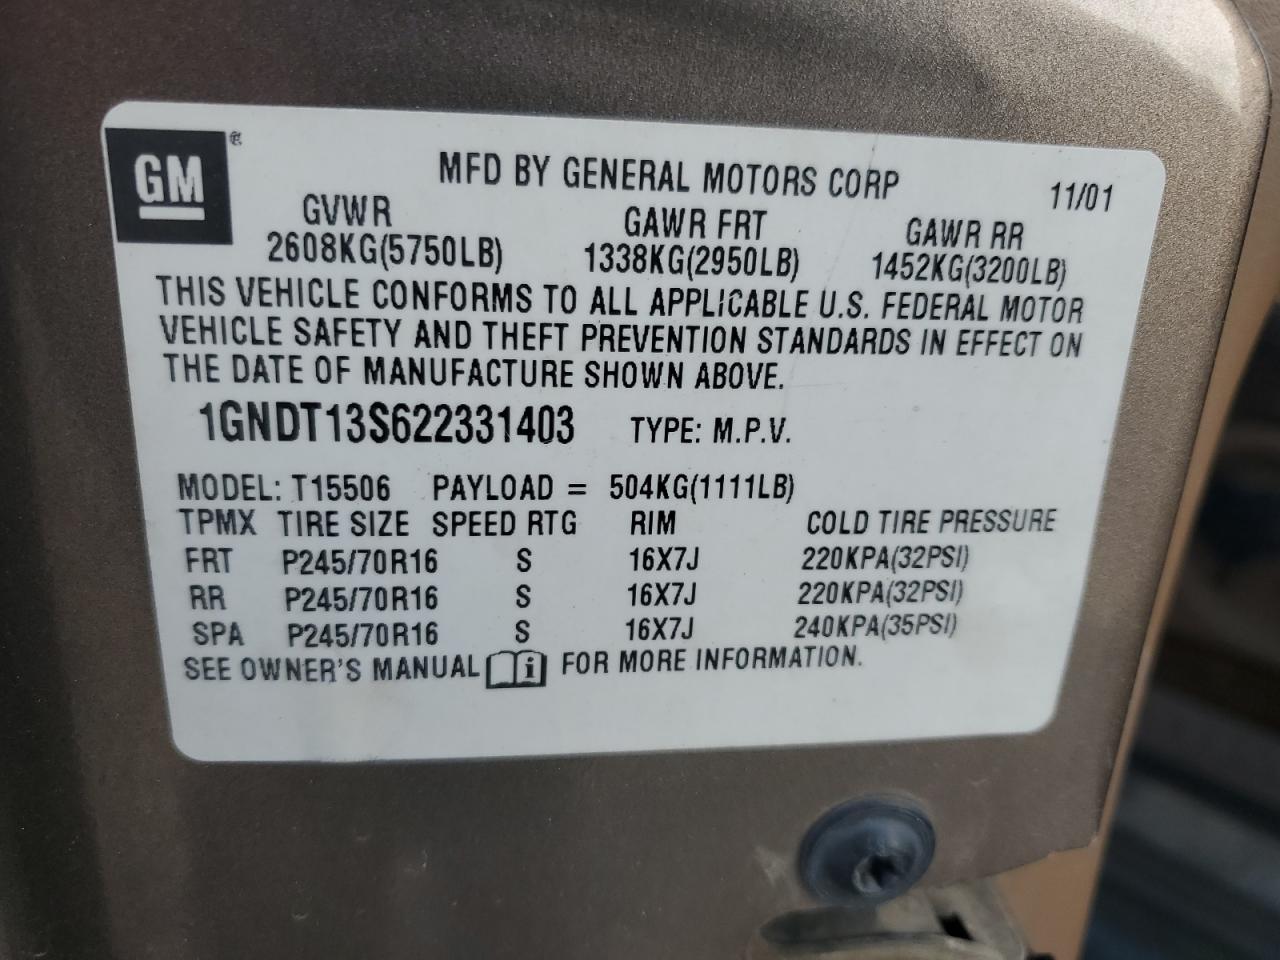 GM ®
MFD BY GENERAL MOTORS CORP 11/01
GVWR GAWR FRT GAWR RR
2608KG(5750LB) 1338KG(2950LB) 1452KG(3200LB)
THIS VEHICLE CONFORMS TO ALL APPLICABLE U.S. FEDERAL MOTOR
VEHICLE SAFETY AND THEFT PREVENTION STANDARDS IN EFFECT ON
THE DATE OF MANUFACTURE SHOWN ABOVE.
1GNDT13S622331403 TYPE: M.P.V.
MODEL: T15506 PAYLOAD = 504KG(1111LB)
TPMX TIRE SIZE SPEED RTG RIM COLD TIRE PRESSURE
FRT P245/70R16 S 16X7J 220KPA(32PSI)
RR P245/70R16 S 16X7J 220KPA(32PSI)
SPA P245/70R16 S 16X7J 240KPA(35PSI)
SEE OWNER'S MANUAL i FOR MORE INFORMATION.